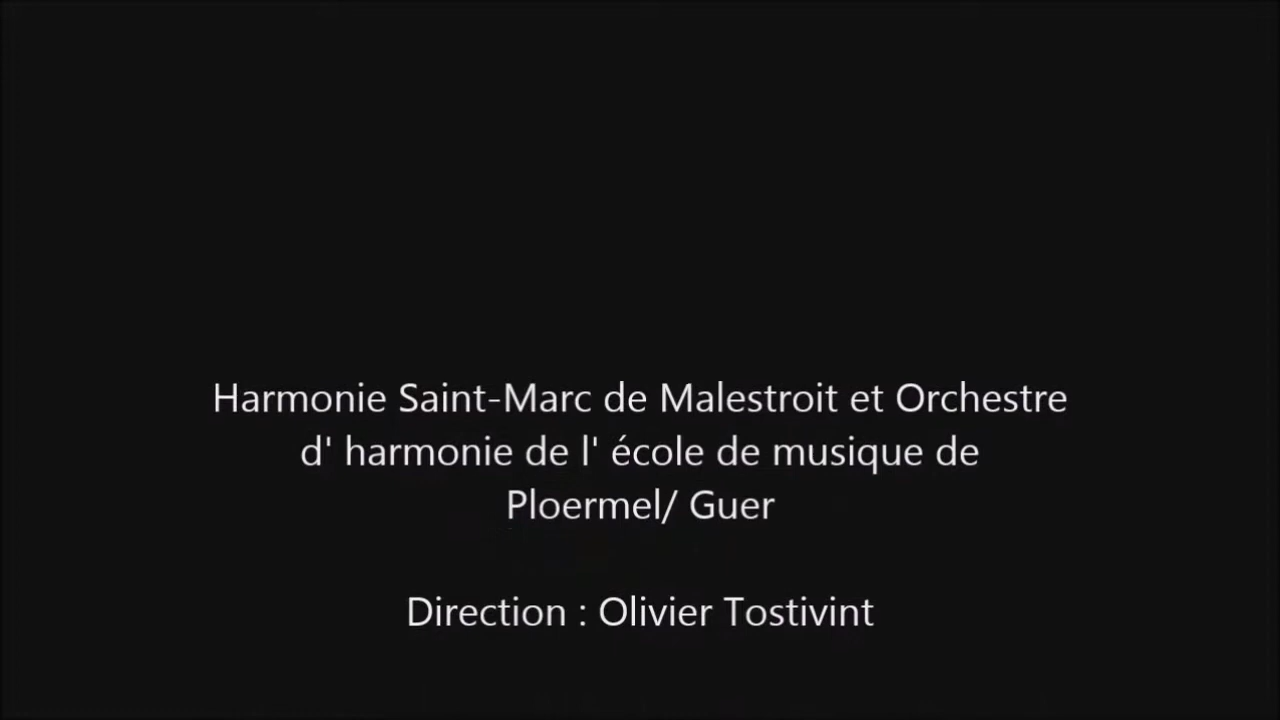 Harmonie Saint-Marc de Malestroit et Orchestre
d' harmonie de l' école de musique de
Ploermel/ Guer
Direction : Olivier Tostivint